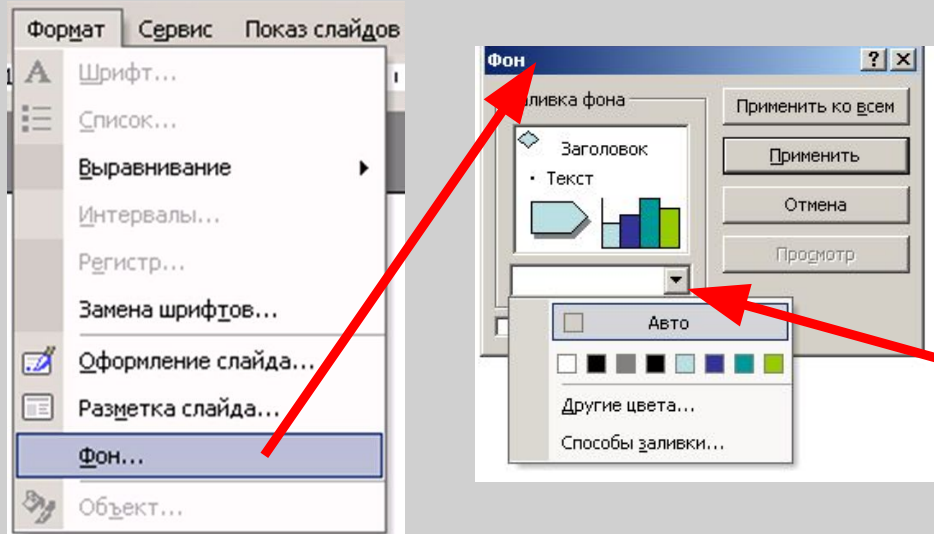 Формат Сервис Показ слайдов
Шрифт...
Список...
Выравнивание
Интервалы...
Регистр...
Замена шрифтов...
Оформление слайда...
Разметка слайда...
Фон...
Объект...
Фон
аливка фона
Заголовок
• Текст
Применить ко всем
Применить
Отмена
Просмотр
Авто
Другие цвета...
Способы заливки...